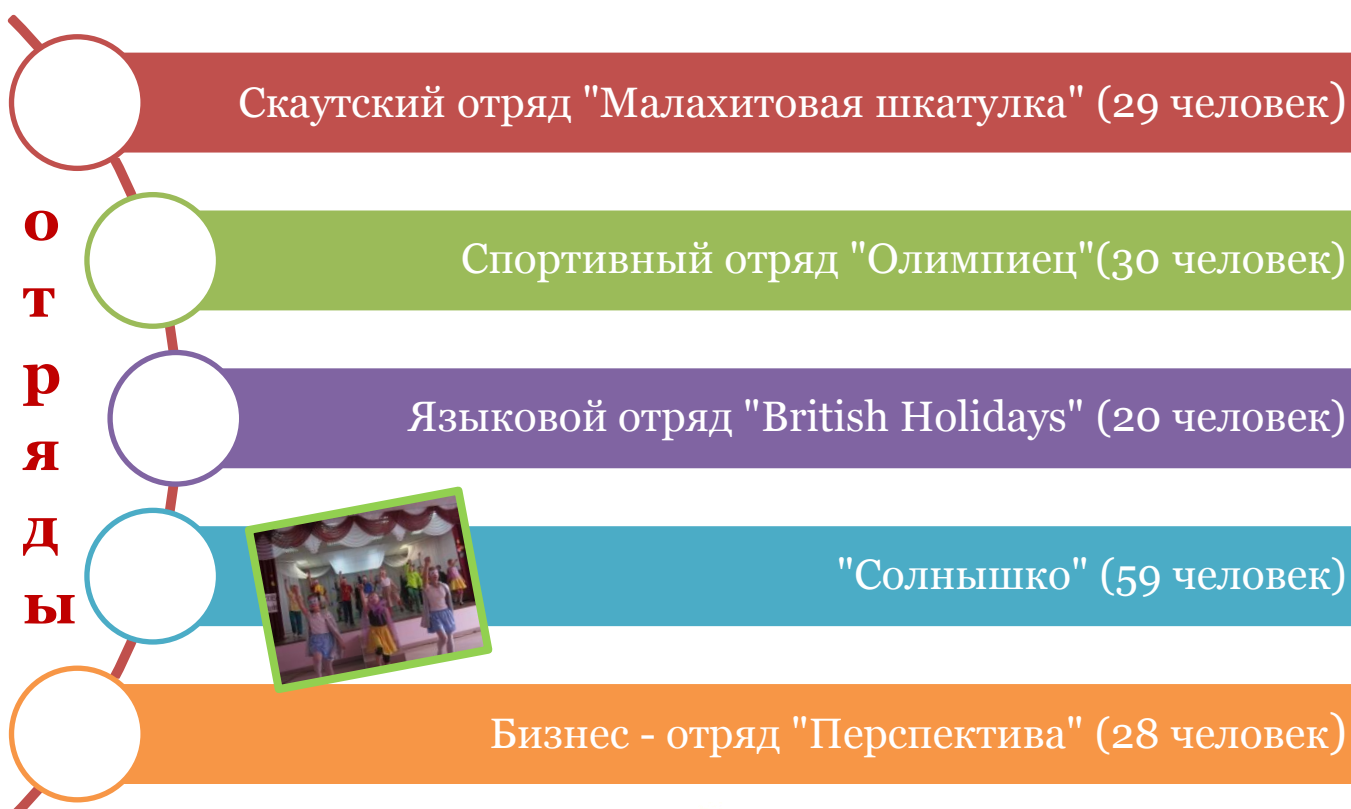 отряды
Скаутский отряд "Малахитовая шкатулка" (29 человек)
Спортивный отряд "Олимпиец"(30 человек)
Языковой отряд "British Holidays" (20 человек)
"Солнышко" (59 человек)
Бизнес - отряд "Перспектива" (28 человек)